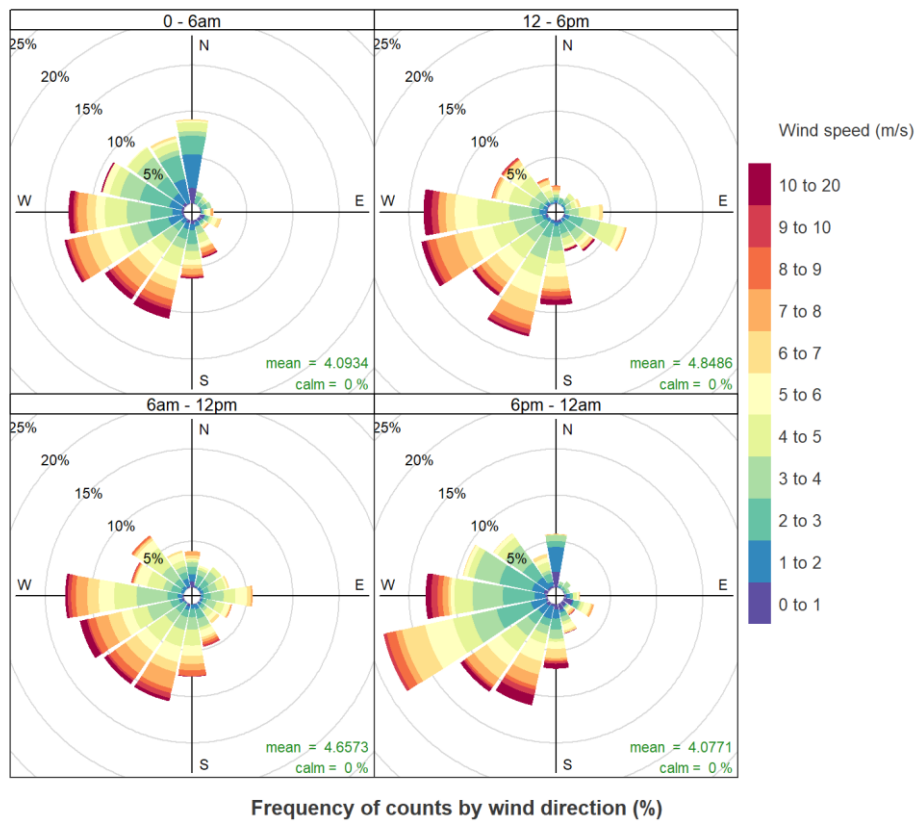 0 - 6am
25%
20%
15%
10%
5%
N
W
E
S
mean = 4.0934
calm = 0 %
12 - 6pm
25%
20%
15%
10%
5%
N
W
E
S
mean = 4.8486
calm = 0 %
6am - 12pm
25%
20%
15%
10%
5%
N
W
E
S
mean = 4.6573
calm = 0 %
6pm - 12am
25%
20%
15%
10%
5%
N
W
E
S
mean = 4.0771
calm = 0 %
Wind speed (m/s)
10 to 20
9 to 10
8 to 9
7 to 8
6 to 7
5 to 6
4 to 5
3 to 4
2 to 3
1 to 2
0 to 1
Frequency of counts by wind direction (%)